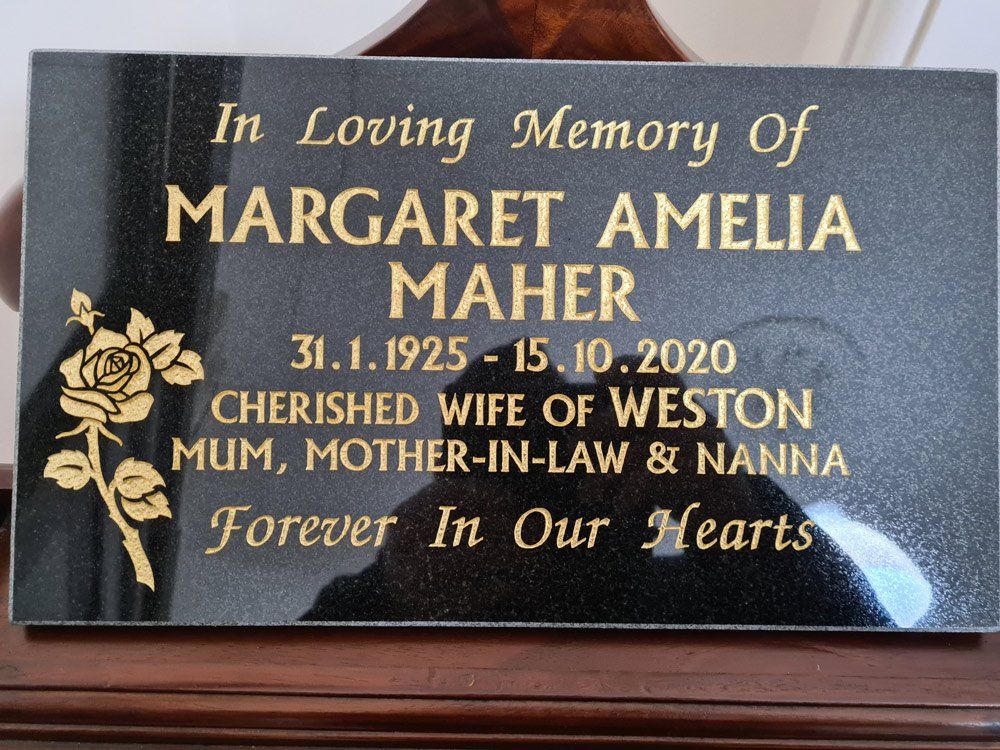 In Loving Memory Of
MARGARET AMELIA
MAHER
31.1.1925 - 15.10.2020
CHERISHED WIFE OF WESTON
MUM, MOTHER-IN-LAW & NANNA
Forever In Our Hearts